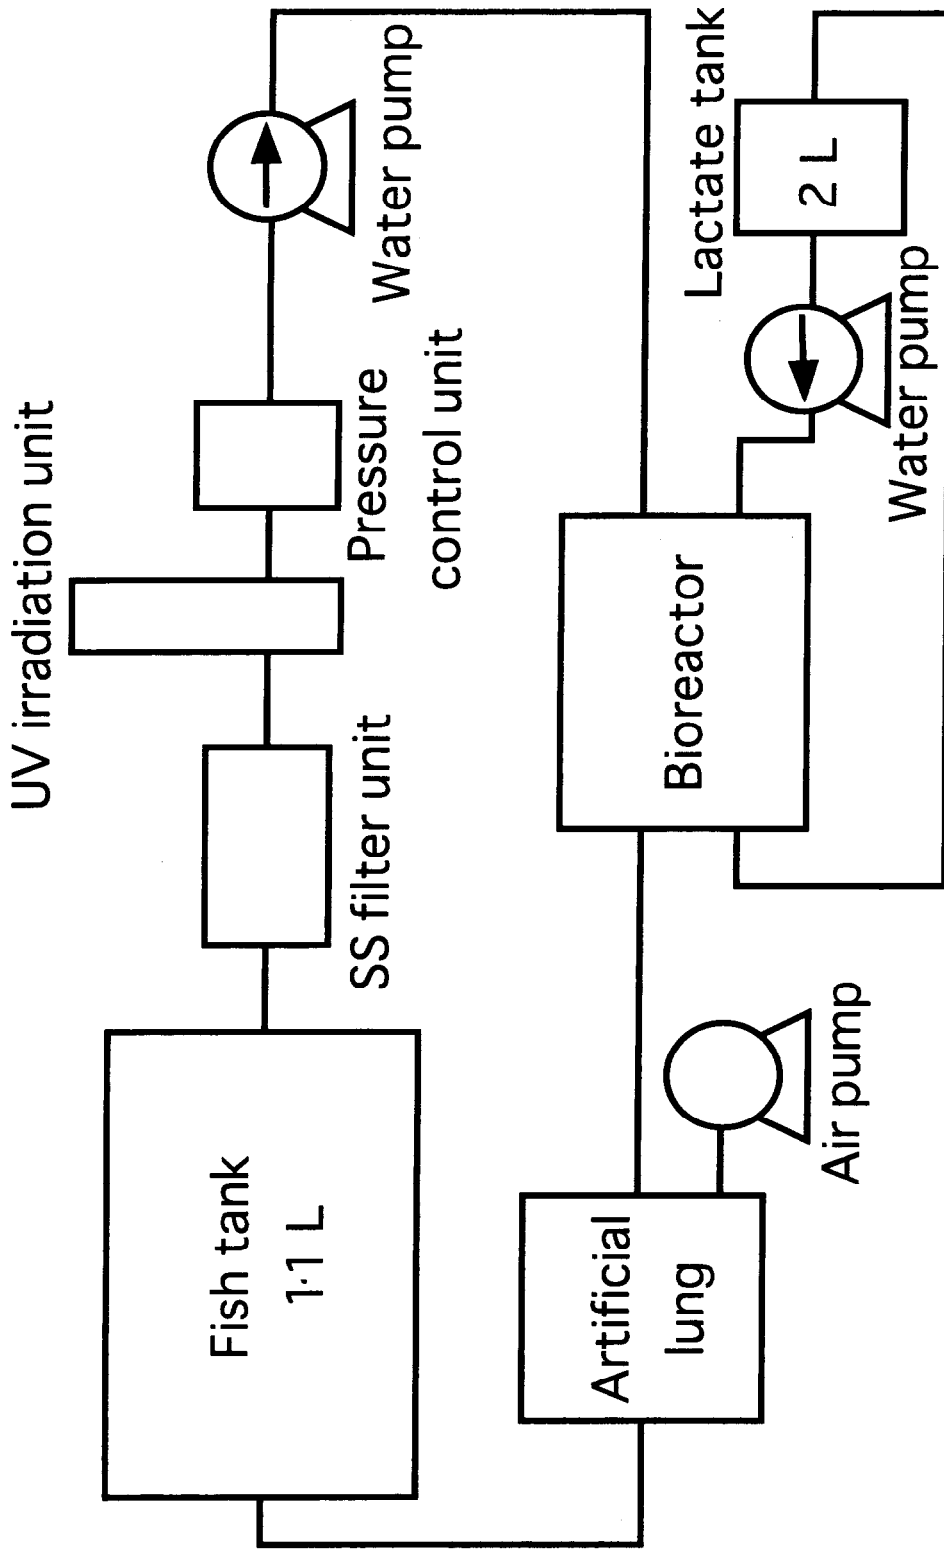 Fish tank
1·1 L
SS filter unit
UV irradiation unit
Pressure
control unit
Water pump
Artificial
lung
Air pump
Bioreactor
Water pump
Lactate tank
2 L